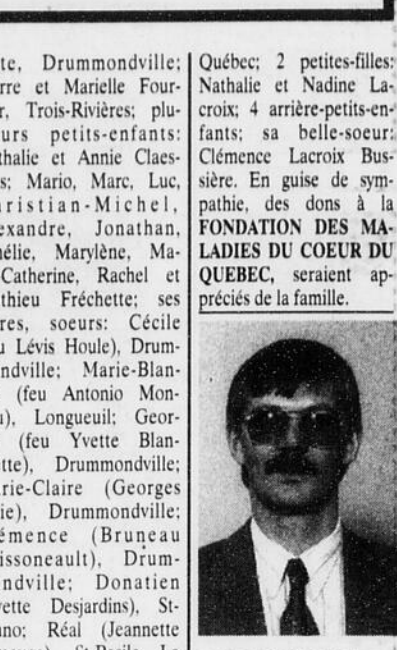 te, Drummondville;
rre et Marielle Four-
r, Trois-Rivières; plu-
urs petits-enfants:
thalie et Annie Claes-
s; Mario, Marc, Luc,
hristian-Michel,
exandre, Jonathan,
nélie, Marylène, Ma-
-Catherine, Rachel et
thieu Fréchette; ses
res, soeurs: Cécile
u Lévis Houle), Drum-
ndville; Marie-Blan-
(feu Antonio Mon-
u), Longueuil; Geor-
(feu Yvette Blan-
tte), Drummondville;
rie-Claire (Georges
ie), Drummondville;
émence (Bruneau
issoneault), Drum-
ndville; Donatien
vette Desjardins), St-
uno; Réal (Jeannette
Québec; 2 petites-filles:
Nathalie et Nadine La-
croix; 4 arrière-petits-en-
fants; sa belle-soeur:
Clémence Lacroix Bus-
sière. En guise de sym-
pathie, des dons à la
FONDATION DES MA-
LADIES DU COEUR DU
QUEBEC, seraient ap-
préciés de la famille.